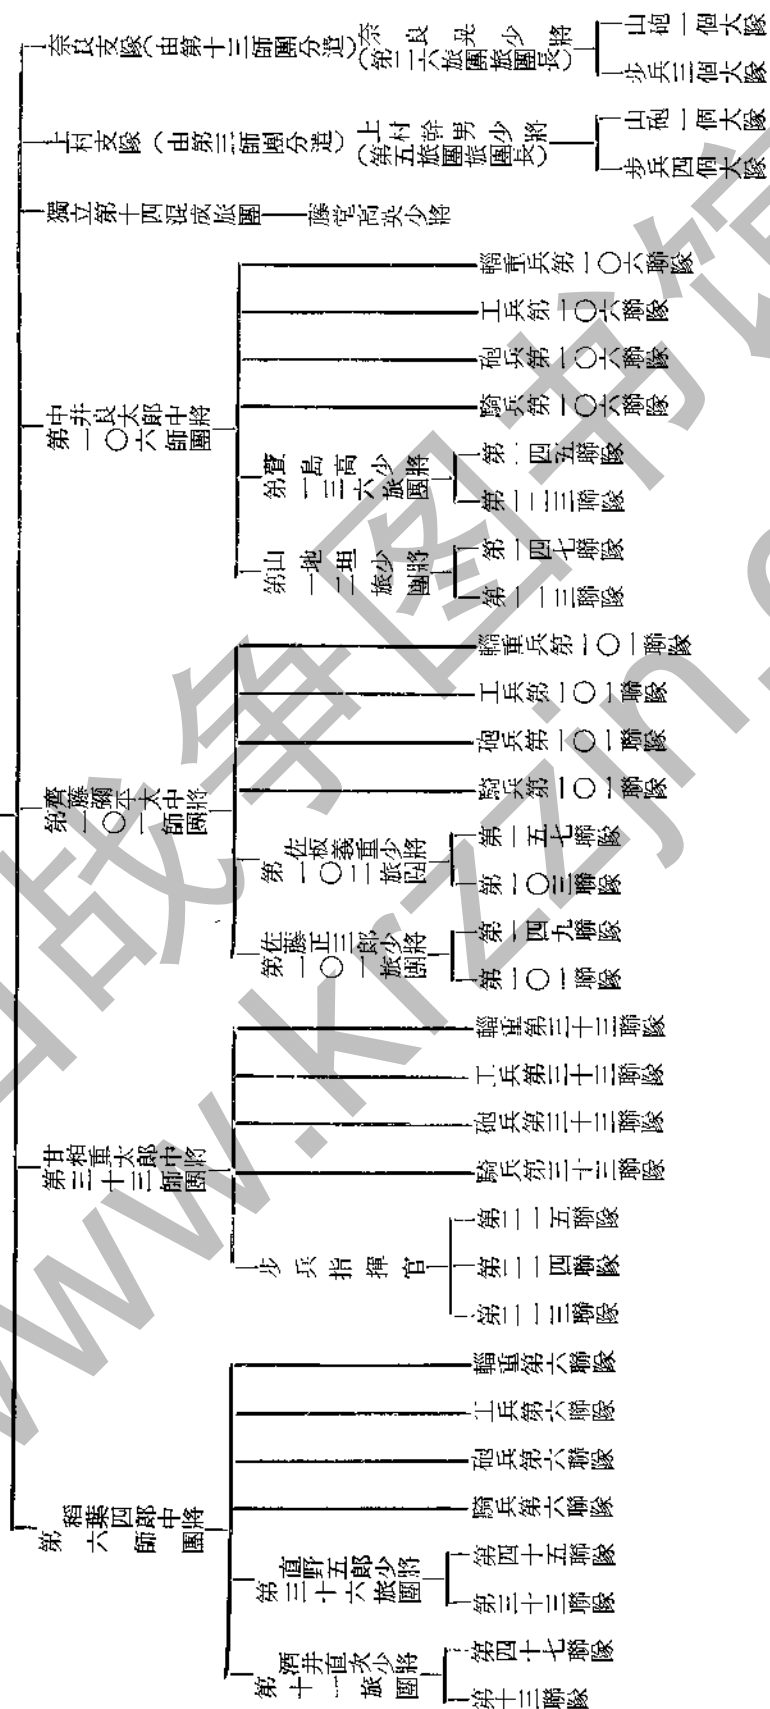 奈良支隊(由第十三師團分遣)
奈良晃少將
(第二六旅團旅團長)
山砲一個大隊
步兵三個大隊
上村支隊(由第三師團分遣)
上村幹男少將
(第五旅團旅團長)
山砲一個大隊
步兵四個大隊
獨立第十四混成旅團
藤堂高英少將
中井良太郎中將
第一〇六師團
輜重兵第一〇六聯隊
工兵第一〇六聯隊
砲兵第一〇六聯隊
騎兵第一〇六聯隊
島高少將
第一三六旅團
第一四五聯隊
第一二三聯隊
山地垣少將
第一一二旅團
第一四七聯隊
第一一三聯隊
齊藤彌平太中將
第一〇一師團
輜重兵第一〇一聯隊
工兵第一〇一聯隊
砲兵第一〇一聯隊
騎兵第一〇一聯隊
佐板義重少將
第一〇二旅團
第一五七聯隊
第一〇三聯隊
佐藤正三郎少將
第一〇一旅團
第一四九聯隊
第一〇一聯隊
甘粕重太郎中將
第三十三師團
輜重第三十三聯隊
工兵第三十三聯隊
砲兵第三十三聯隊
騎兵第三十三聯隊
步兵指揮官
第二一五聯隊
第二一四聯隊
第二一三聯隊
稻葉四郎中將
第六師團
輜重第六聯隊
工兵第六聯隊
砲兵第六聯隊
騎兵第六聯隊
直野五郎少將
第三十六旅團
第四十五聯隊
第三十三聯隊
酒井直次少將
第十一旅團
第四十七聯隊
第十三聯隊
战争图书馆
www.krzzjn.